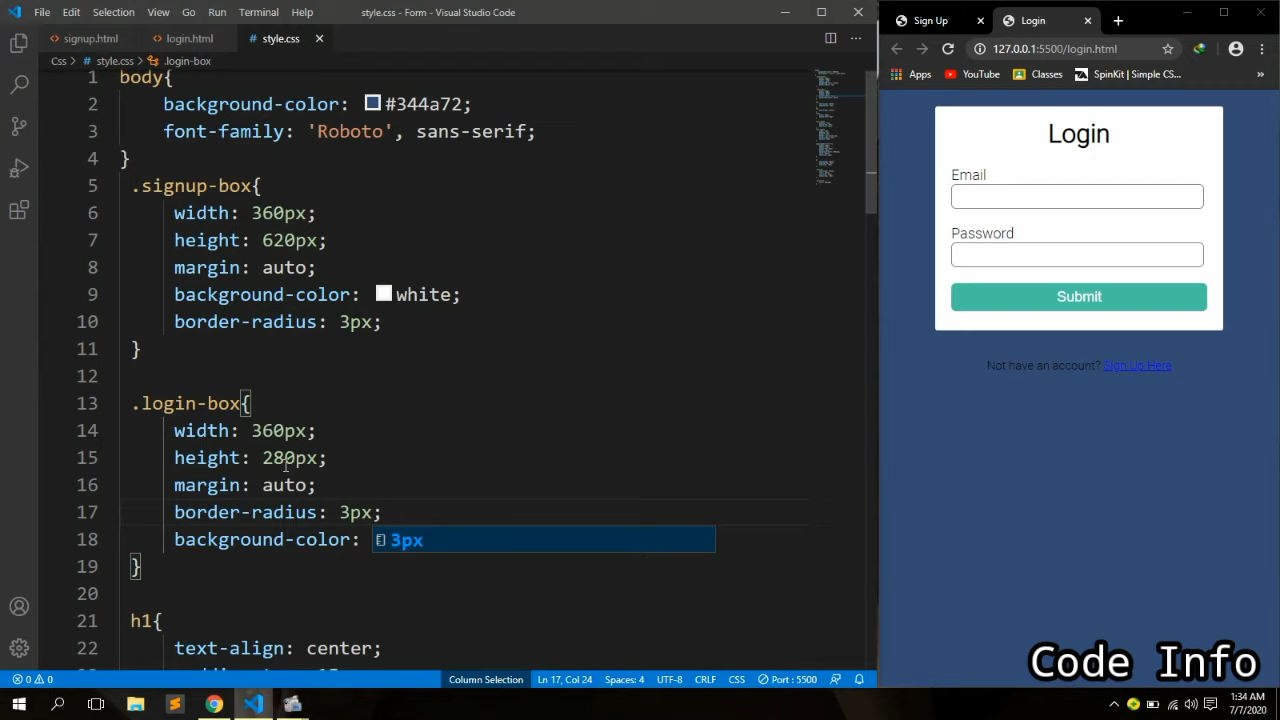 File Edit Selection View Go Run Terminal Help style.css - Form - Visual Studio Code
signup.html login.html style.css
Css > style.css > .login-box
1 body{
2 background-color: #344a72;
3 font-family: 'Roboto', sans-serif;
4 }
5 .signup-box{
6 width: 360px;
7 height: 620px;
8 margin: auto;
9 background-color: white;
10 border-radius: 3px;
11 }
12
13 .login-box{
14 width: 360px;
15 height: 280px;
16 margin: auto;
17 border-radius: 3px;
18 background-color: 3px
19 }
20
21 h1{
22 text-align: center;
0 0 Column Selection Ln 17, Col 24 Spaces: 4 UTF-8 CRLF CSS Port : 5500
Sign Up Login
127.0.0.1:5500/login.html
Apps YouTube Classes SpinKit | Simple CS... »
Login
Email
Password
Submit
Not have an account? Sign Up Here
Code Info
1:34 AM
7/7/2020